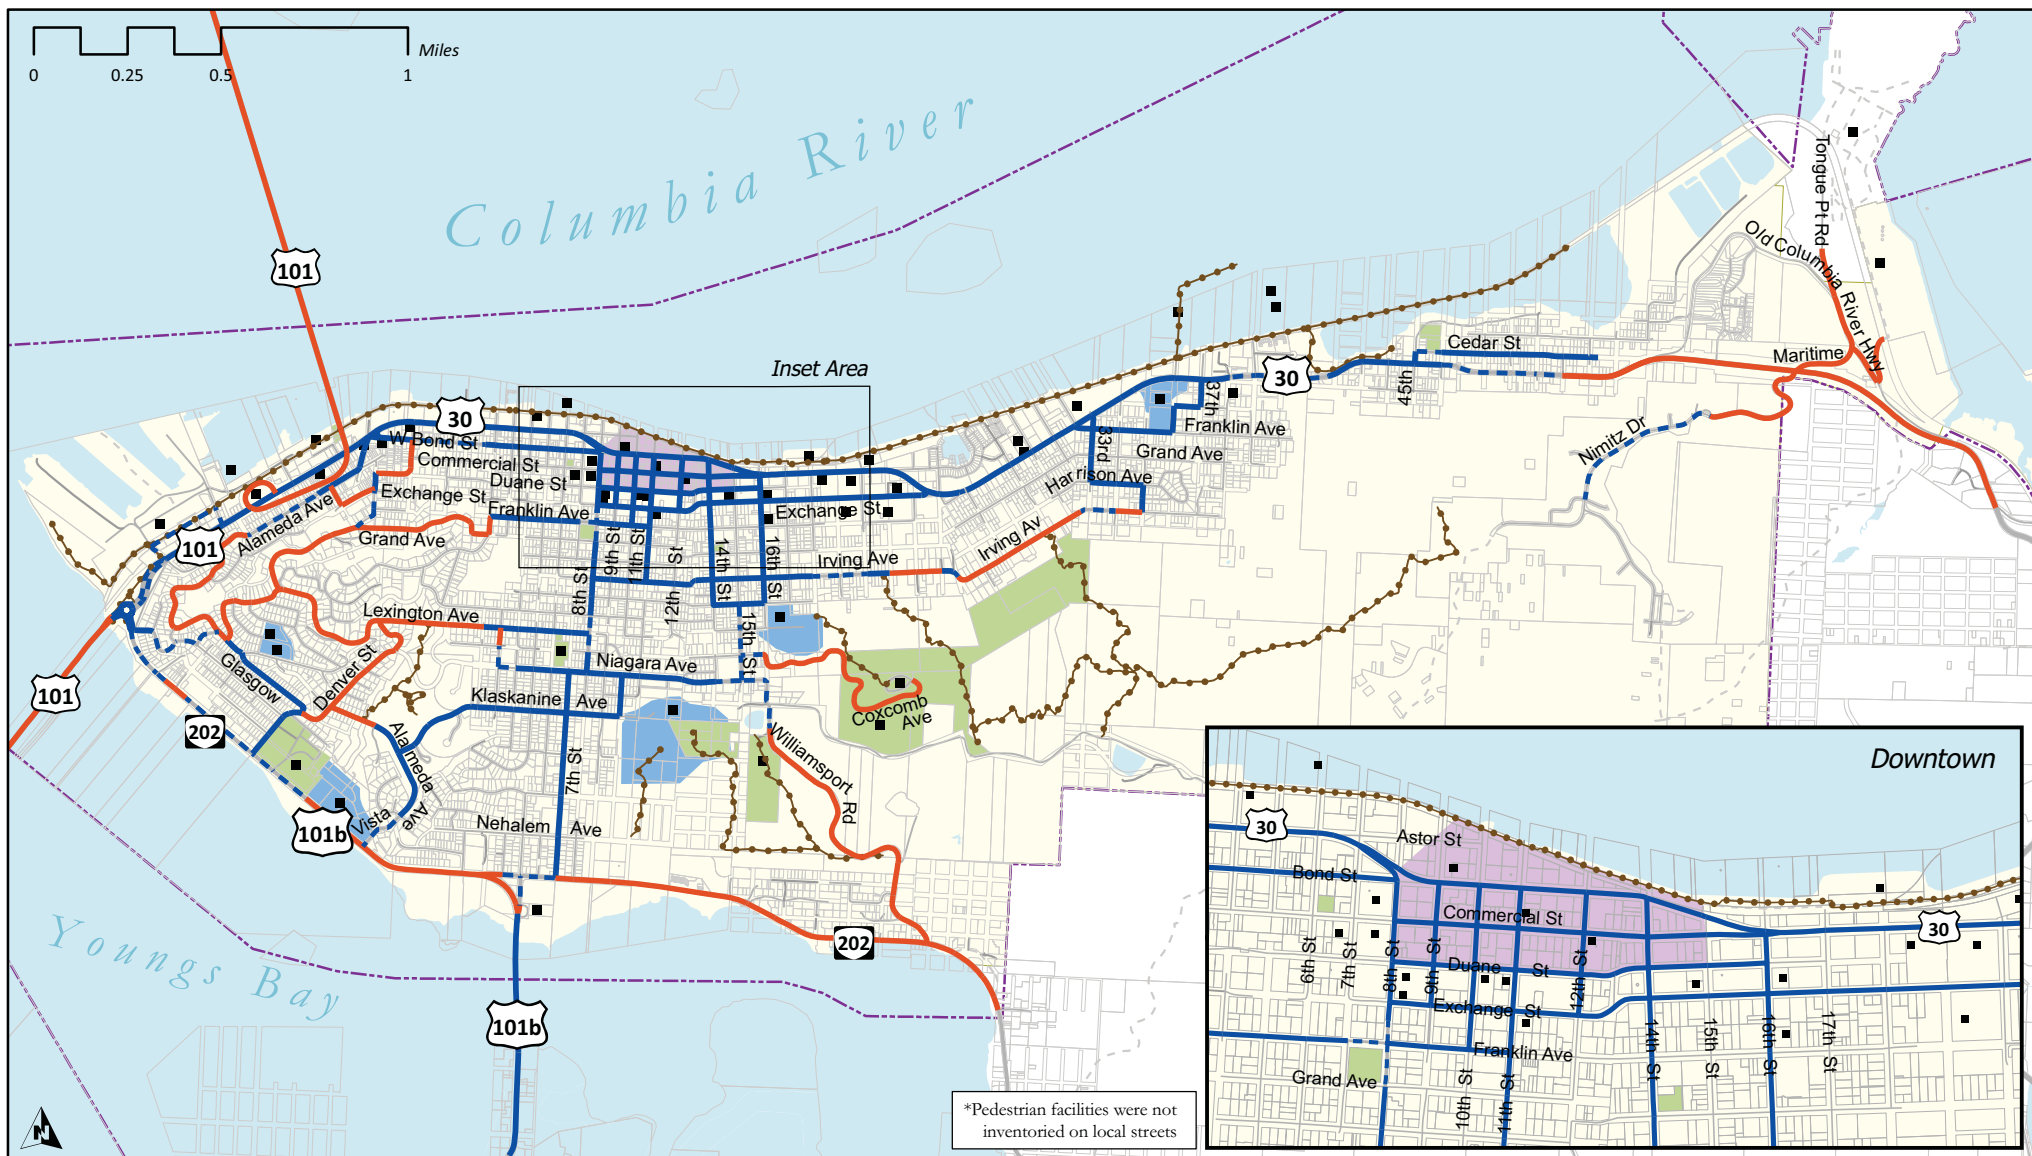 Miles
0 0.25 0.5 1
Columbia River
101
Inset Area
30
W Bond St
Commercial St
Duane St
Exchange St
Franklin Ave
Alameda Ave
Grand Ave
101
8th St
9th St
11th St
12th St
14th St
16th St
15th St
Exchange St
Irving Ave
Irving Av
Harrison Ave
33rd
37th
Franklin Ave
Grand Ave
30
45th
Cedar St
Nimitz Dr
Maritime
Old Columbia River Hwy
Tongue Pt Rd
Lexington Ave
Niagara Ave
Klaskanine Ave
Glasgow
Denver St
Alameda Ave
Vista
7th St
Nehalem Ave
Coxcomb Ave
Williamsport Rd
101
202
101b
202
101b
Youngs Bay
N
*Pedestrian facilities were not
inventoried on local streets
Downtown
30
Astor St
Bond St
Commercial St
30
6th St
7th St
8th St
9th St
Duane St
12th St
Exchange St
Franklin Ave
Grand Ave
10th St
11th St
14th St
15th St
16th St
17th St